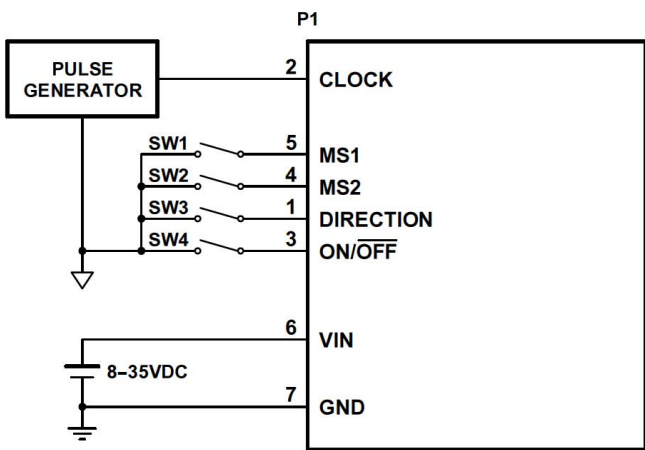 P1
PULSE
GENERATOR
2 CLOCK
SW1 5 MS1
SW2 4 MS2
SW3 1 DIRECTION
SW4 3 ON/OFF
6 VIN
8–35VDC
7 GND